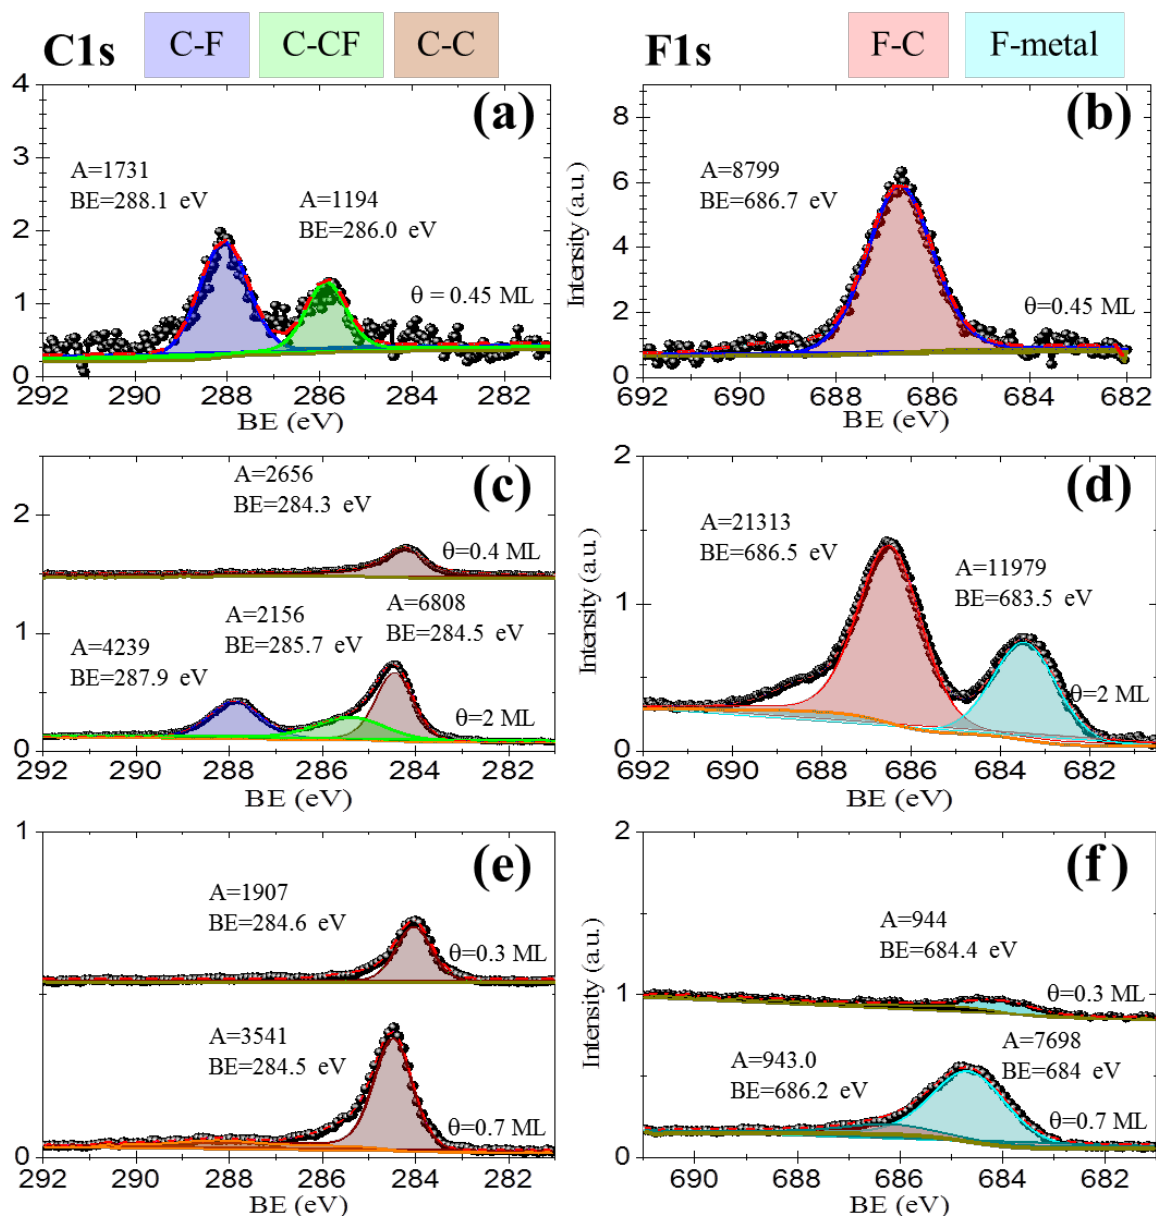 C1s C-F C-CF C-C
F1s F-C F-metal
(a)
4
3
2
1
0
A=1731
BE=288.1 eV
A=1194
BE=286.0 eV
θ = 0.45 ML
292 290 288 286 284 282
BE (eV)
(b)
Intensity (a.u.)
8
6
4
2
0
A=8799
BE=686.7 eV
θ=0.45 ML
692 690 688 686 684 682
BE (eV)
(c)
2
1
0
A=2656
BE=284.3 eV
θ=0.4 ML
A=4239
BE=287.9 eV
A=2156
BE=285.7 eV
A=6808
BE=284.5 eV
θ=2 ML
292 290 288 286 284 282
BE (eV)
(d)
Intensity (a.u.)
2
1
0
A=21313
BE=686.5 eV
A=11979
BE=683.5 eV
θ=2 ML
692 690 688 686 684 682
BE (eV)
(e)
1
0
A=1907
BE=284.6 eV
θ=0.3 ML
A=3541
BE=284.5 eV
θ=0.7 ML
292 290 288 286 284 282
BE (eV)
(f)
Intensity (a.u.)
2
1
0
A=944
BE=684.4 eV
θ=0.3 ML
A=943.0
BE=686.2 eV
A=7698
BE=684 eV
θ=0.7 ML
690 688 686 684 682
BE (eV)